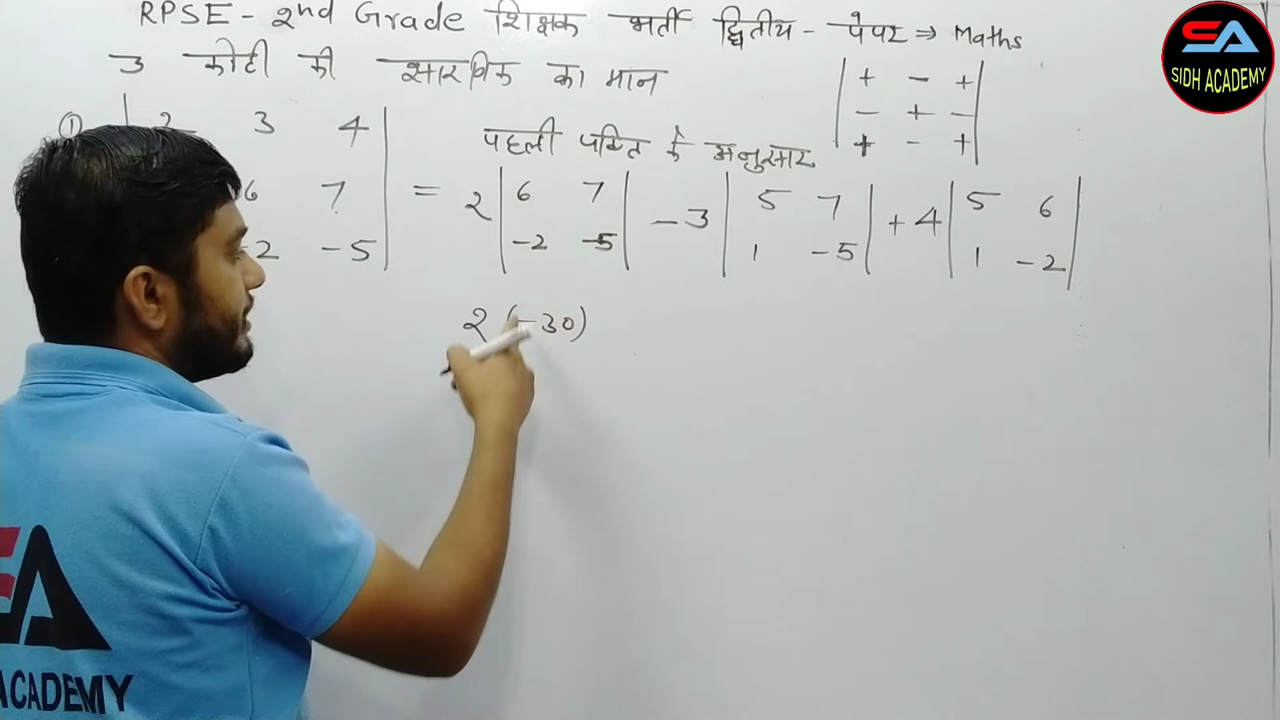 RPSE - 2nd Grade शिक्षक भर्ती द्वितीय - पेपर ⇒ Maths
3 कोटी की सारणिक का मान
SA
SIDH ACADEMY
+ - +
- + -
+ - +
① 2 3 4
पहली पंक्ति के अनुसार
6 7 = 2 | 6 7 | - 3 | 5 7 | + 4 | 5 6 |
2 -5 | -2 -5 | | 1 -5 | | 1 -2 |
2 (-30)
A
ACADEMY